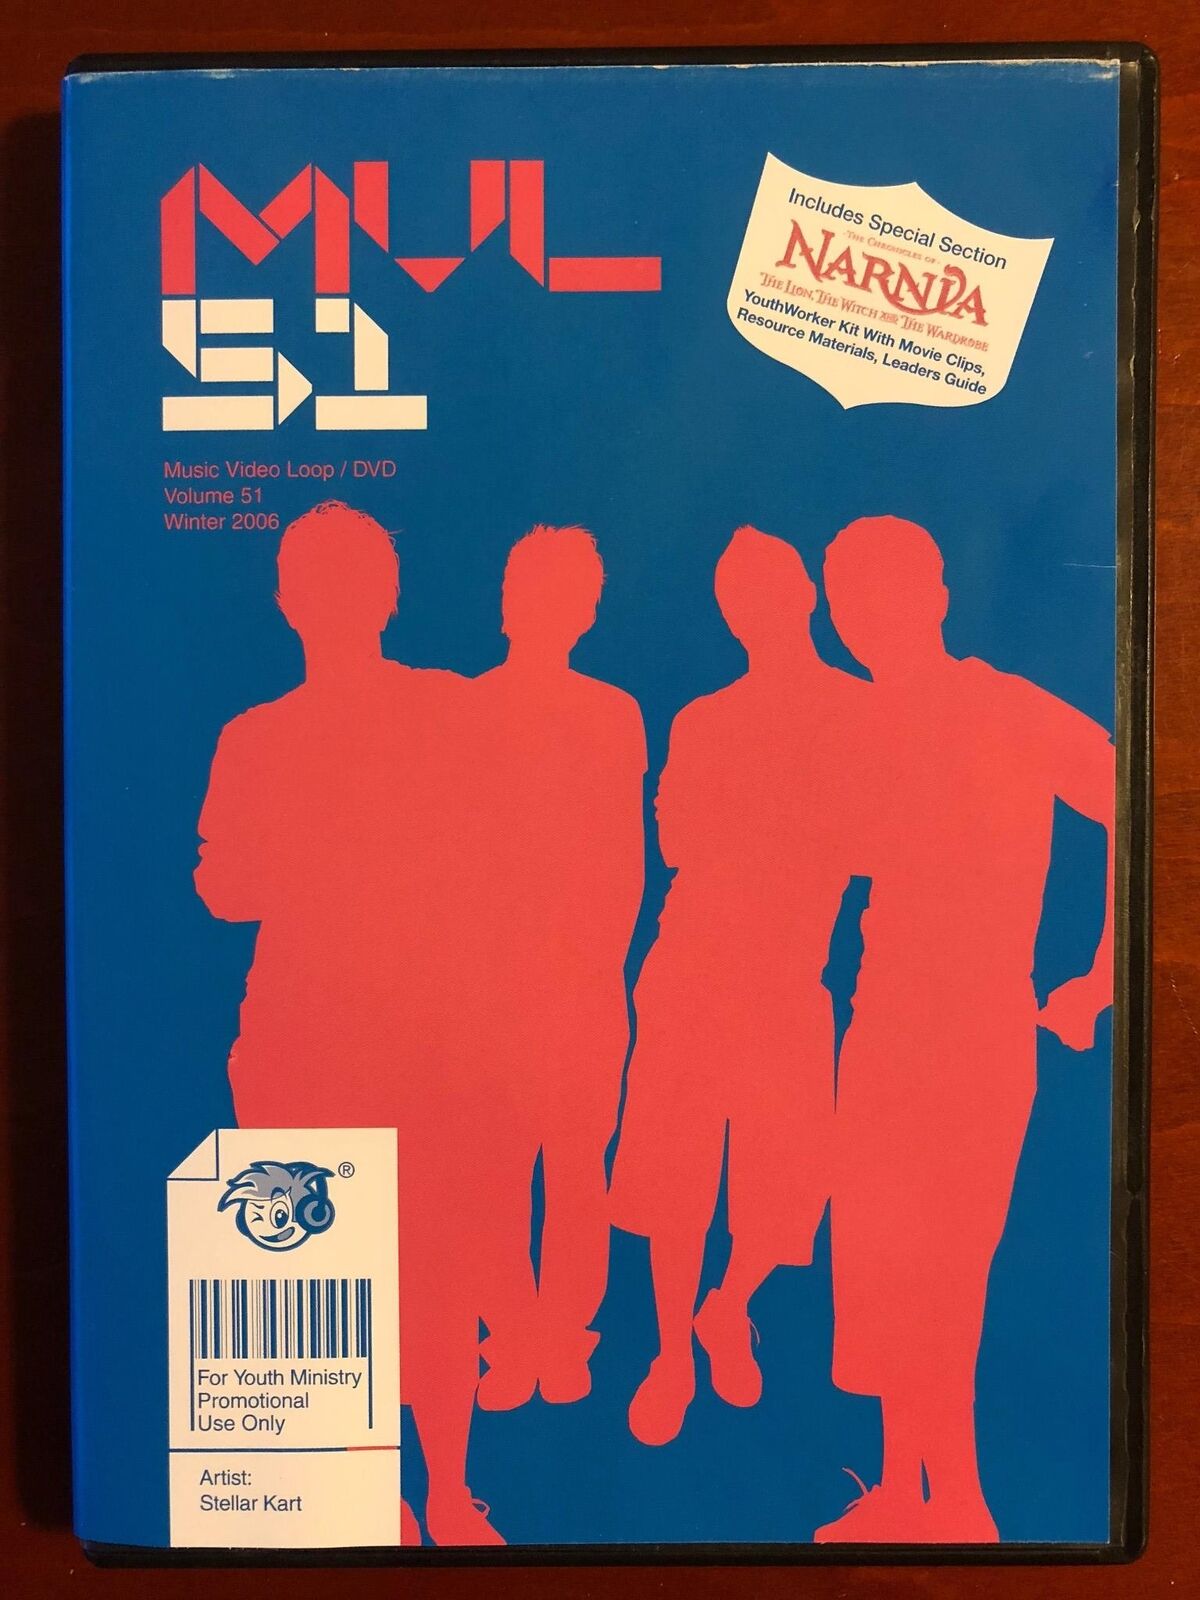 MVL
51
Music Video Loop / DVD
Volume 51
Winter 2006
Includes Special Section
·THE CHRONICLES OF·
NARNIA
THE LION, THE WITCH AND THE WARDROBE
YouthWorker Kit With Movie Clips,
Resource Materials, Leaders Guide
®
For Youth Ministry
Promotional
Use Only
Artist:
Stellar Kart